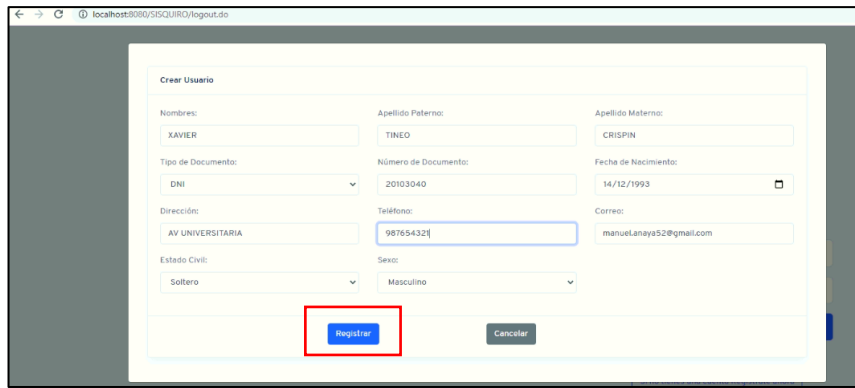 localhost:8080/SISQUIRO/logout.do
Crear Usuario
Nombres: Apellido Paterno: Apellido Materno:
XAVIER TINEO CRISPIN
Tipo de Documento: Número de Documento: Fecha de Nacimiento:
DNI 20103040 14/12/1993
Dirección: Teléfono: Correo:
AV UNIVERSITARIA 987654321 manuel.anaya52@gmail.com
Estado Civil: Sexo:
Soltero Masculino
Registrar Cancelar